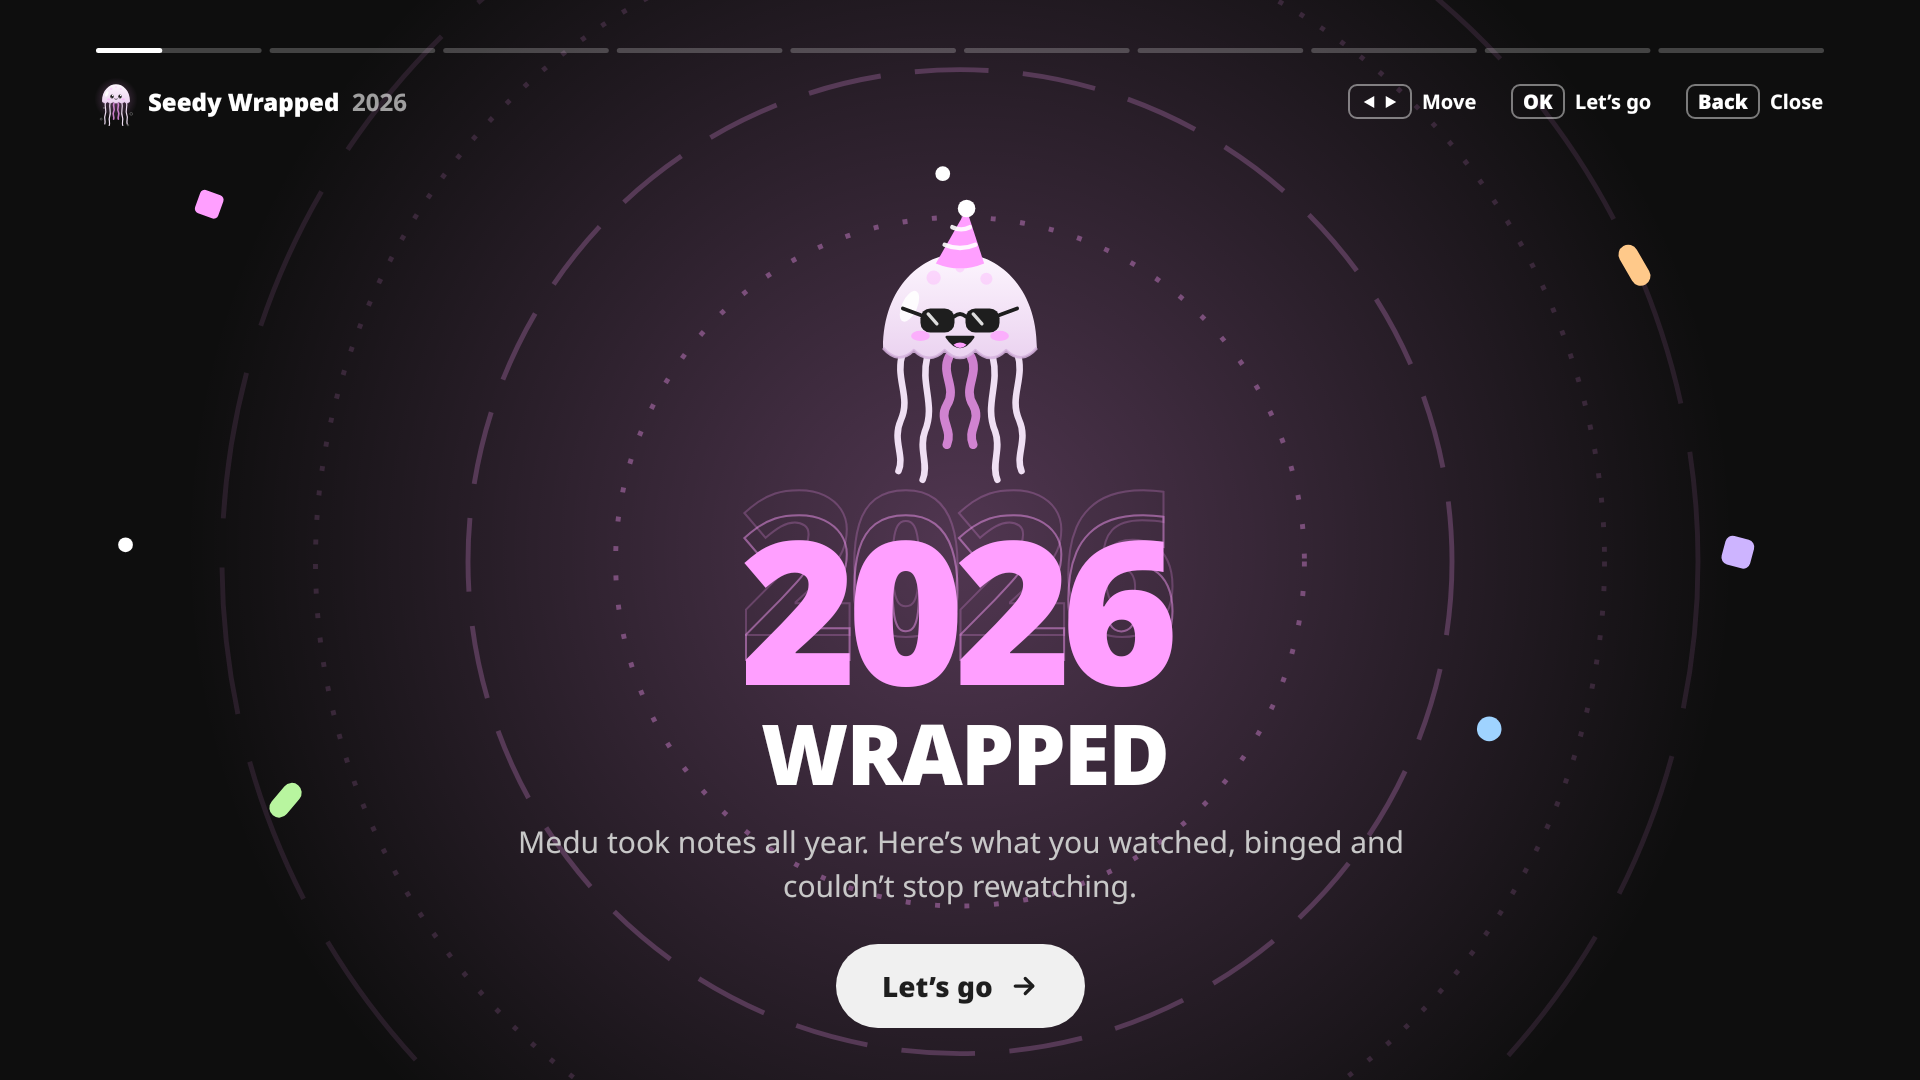 Seedy Wrapped 2026
◀ ▶ Move OK Let's go Back Close
2026
WRAPPED
Medu took notes all year. Here's what you watched, binged and
couldn't stop rewatching.
Let's go →